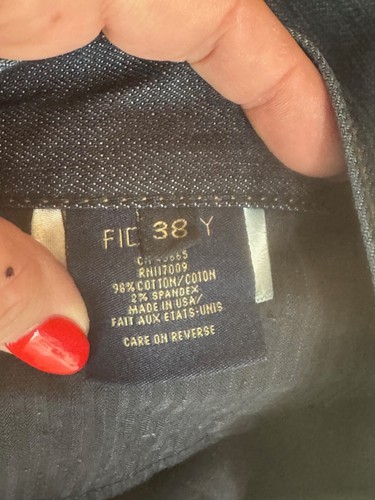 FID 38 Y
RN117009
98% COTTON/COTON
2% SPANDEX
MADE IN USA/
FAIT AUX ETATS-UNIS
CARE ON REVERSE